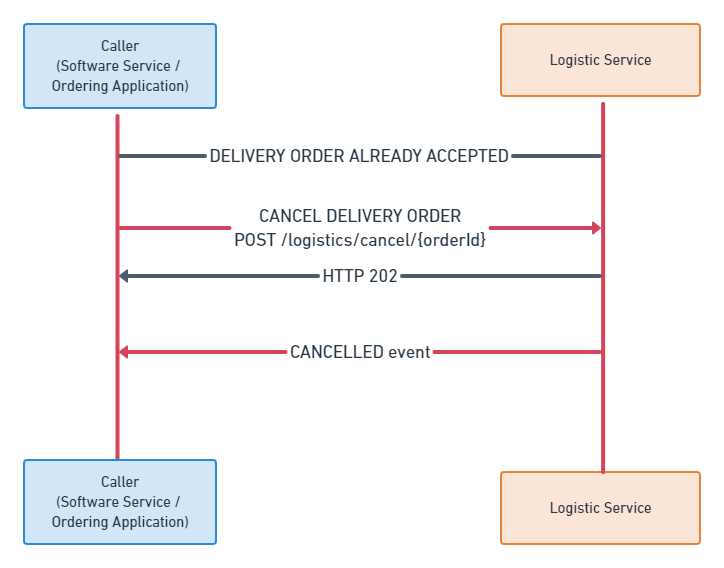 Caller
(Software Service /
Ordering Application)
Logistic Service
DELIVERY ORDER ALREADY ACCEPTED
CANCEL DELIVERY ORDER
POST /logistics/cancel/{orderId}
HTTP 202
CANCELLED event
Caller
(Software Service /
Ordering Application)
Logistic Service